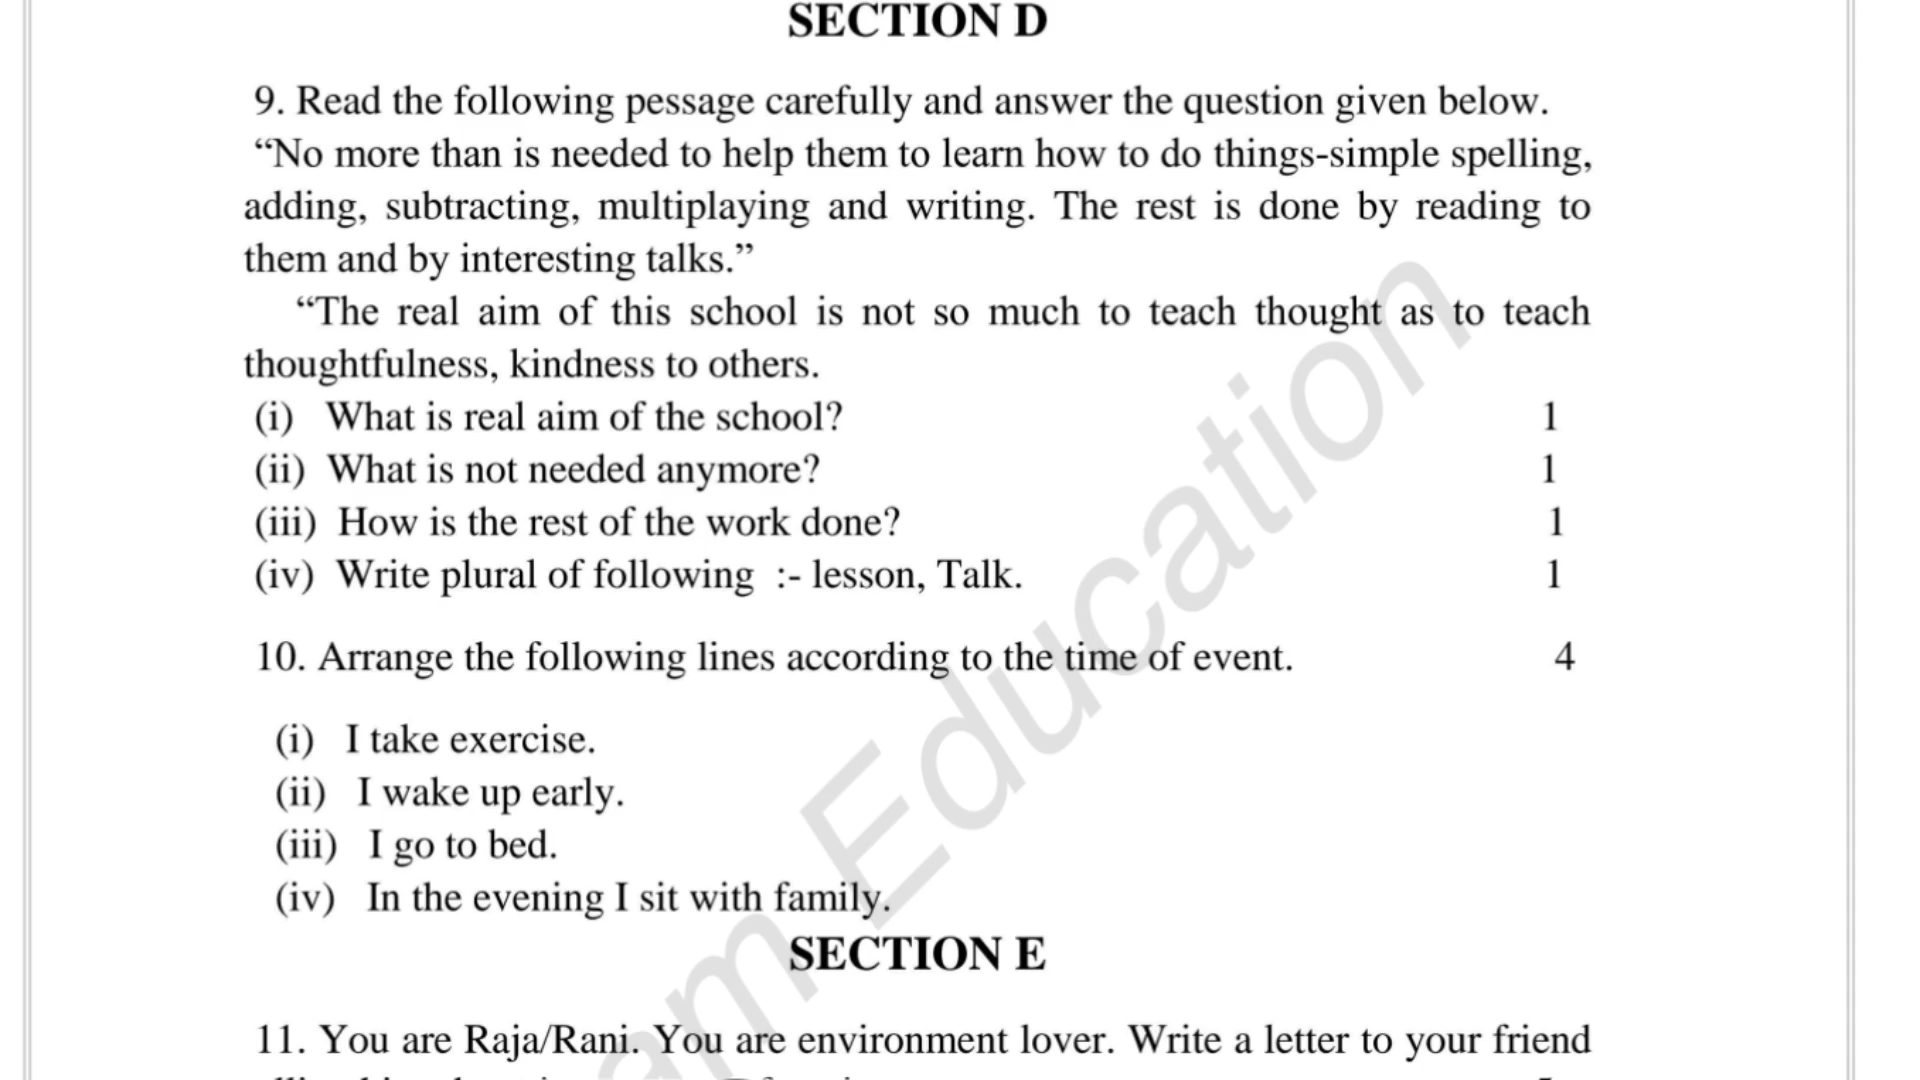 SECTION D
9. Read the following pessage carefully and answer the question given below.
“No more than is needed to help them to learn how to do things-simple spelling,
adding, subtracting, multiplaying and writing. The rest is done by reading to
them and by interesting talks.”
“The real aim of this school is not so much to teach thought as to teach
thoughtfulness, kindness to others.
(i) What is real aim of the school? 1
(ii) What is not needed anymore? 1
(iii) How is the rest of the work done? 1
(iv) Write plural of following :- lesson, Talk. 1
10. Arrange the following lines according to the time of event. 4
(i) I take exercise.
(ii) I wake up early.
(iii) I go to bed.
(iv) In the evening I sit with family.
SECTION E
11. You are Raja/Rani. You are environment lover. Write a letter to your friend
am Education